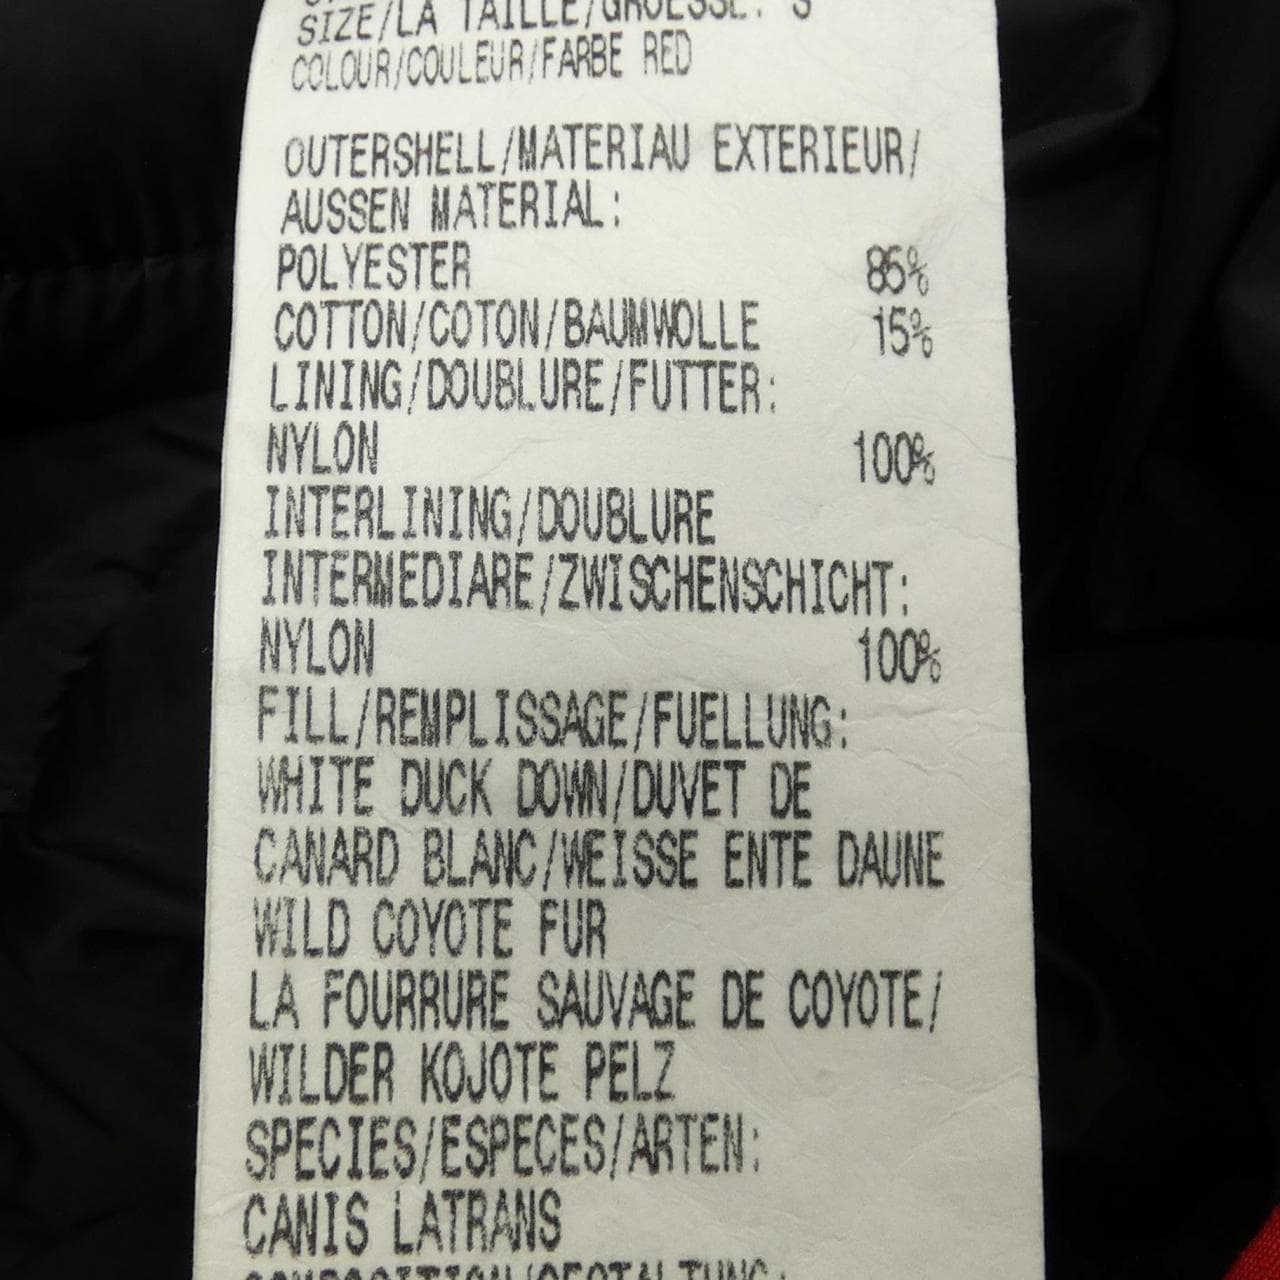 SIZE/LA TAILLE/GROESSE: S
COLOUR/COULEUR/FARBE RED
OUTERSHELL/MATERIAU EXTERIEUR/
AUSSEN MATERIAL:
POLYESTER 85%
COTTON/COTON/BAUMWOLLE 15%
LINING/DOUBLURE/FUTTER:
NYLON 100%
INTERLINING/DOUBLURE
INTERMEDIARE/ZWISCHENSCHICHT:
NYLON 100%
FILL/REMPLISSAGE/FUELLUNG:
WHITE DUCK DOWN/DUVET DE
CANARD BLANC/WEISSE ENTE DAUNE
WILD COYOTE FUR
LA FOURRURE SAUVAGE DE COYOTE/
WILDER KOJOTE PELZ
SPECIES/ESPECES/ARTEN:
CANIS LATRANS